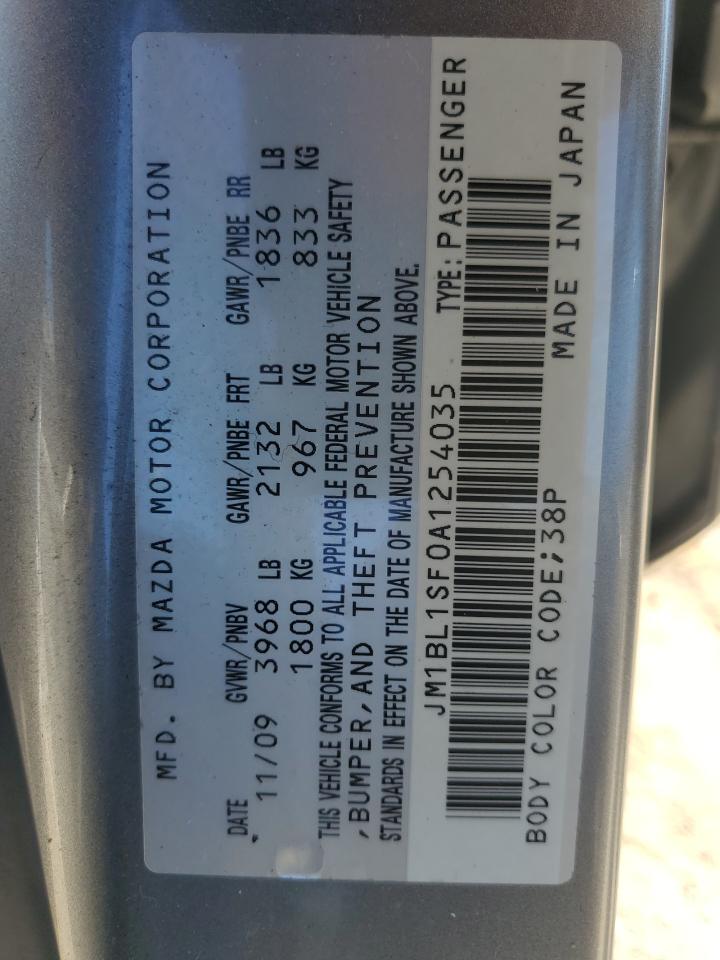 MFD. BY MAZDA MOTOR CORPORATION
DATE GVWR/PNBV GAWR/PNBE FRT GAWR/PNBE RR
11/09 3968 LB 2132 LB 1836 LB
1800 KG 967 KG 833 KG
THIS VEHICLE CONFORMS TO ALL APPLICABLE FEDERAL MOTOR VEHICLE SAFETY
,BUMPER,AND THEFT PREVENTION
STANDARDS IN EFFECT ON THE DATE OF MANUFACTURE SHOWN ABOVE.
JM1BL1SF0A1254035 TYPE:PASSENGER
BODY COLOR CODE;38P MADE IN JAPAN